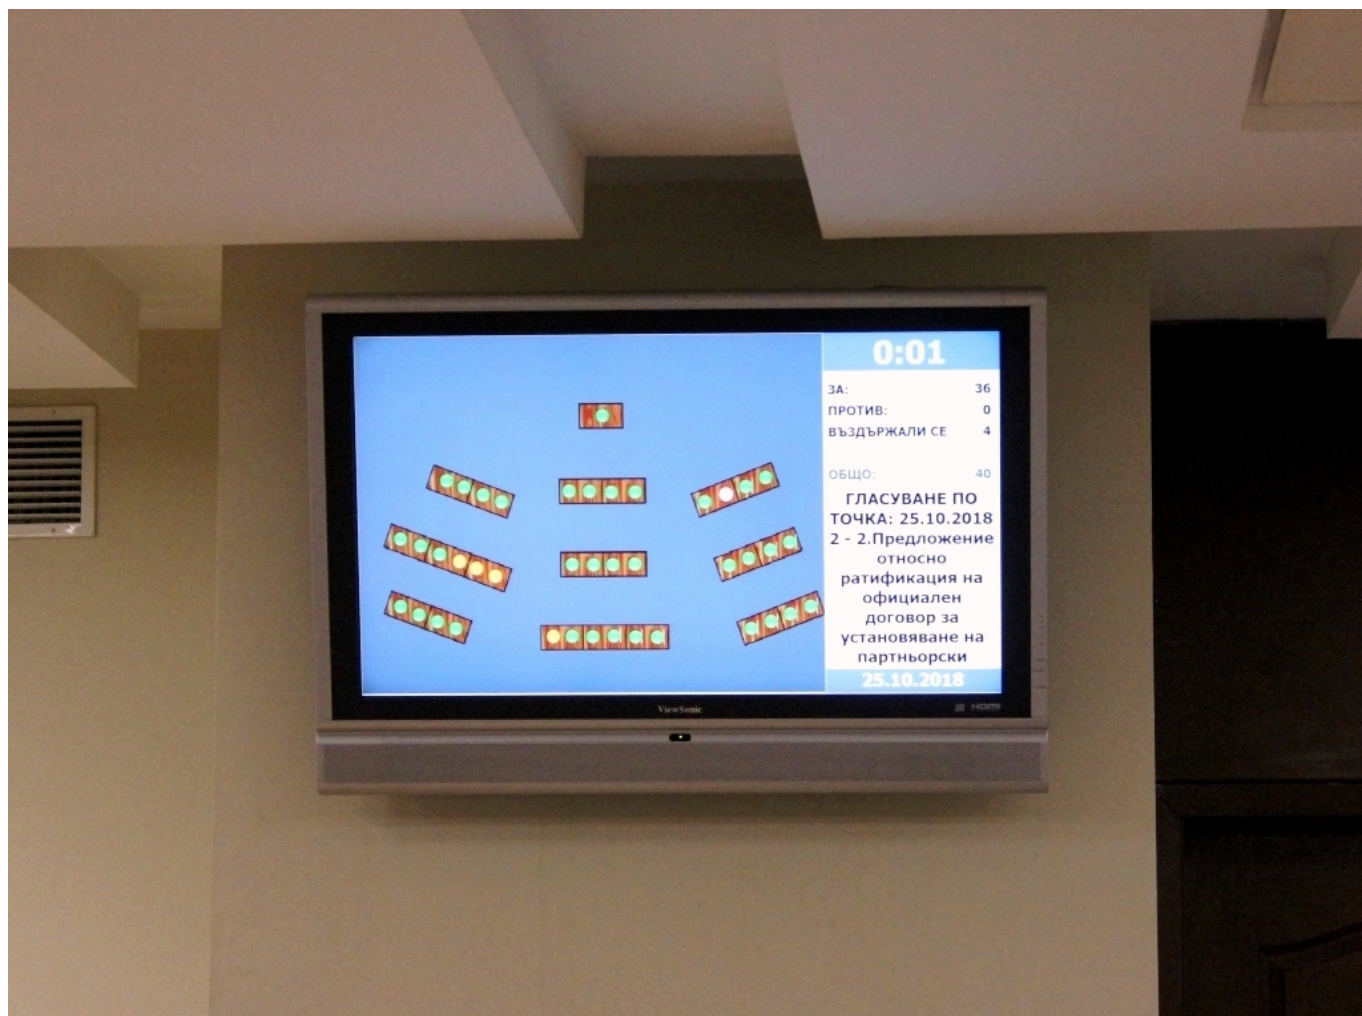 0:01
ЗА: 36
ПРОТИВ: 0
ВЪЗДЪРЖАЛИ СЕ 4
ОБЩО: 40
ГЛАСУВАНЕ ПО
ТОЧКА: 25.10.2018
2 - 2.Предложение
относно
ратификация на
официален
договор за
установяване на
партньорски
25.10.2018
ViewSonic
HDMI